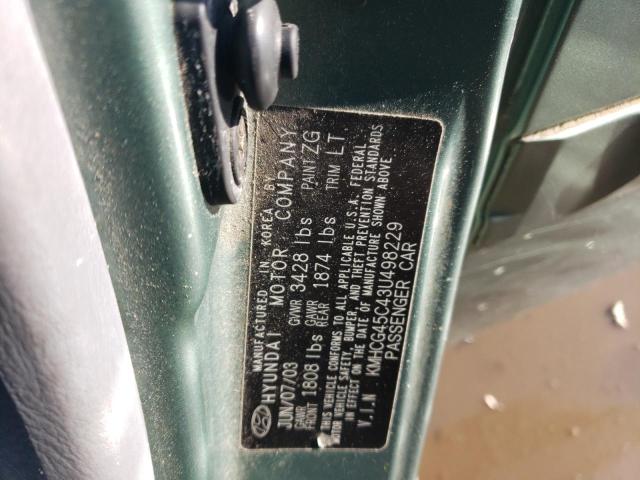 MANUFACTURED IN KOREA BY
HYUNDAI MOTOR COMPANY
JUN/07/03 GVWR 3428 lbs PAINT ZG
GAWR FRONT 1808 lbs GAWR REAR 1874 lbs TRIM LT
THIS VEHICLE CONFORMS TO ALL APPLICABLE U.S.A. FEDERAL
MOTOR VEHICLE SAFETY, BUMPER, AND THEFT PREVENTION STANDARDS
IN EFFECT ON THE DATE OF MANUFACTURE SHOWN ABOVE
V.I.N KMHCG45C43U498229
PASSENGER CAR